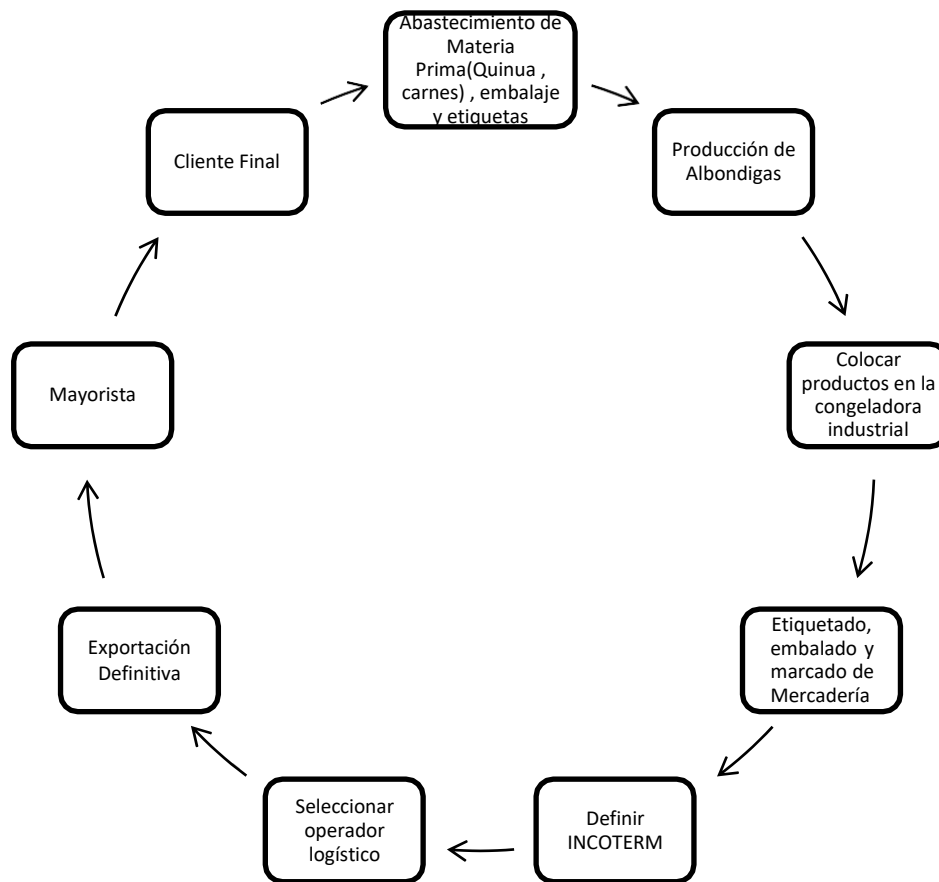 Abastecimiento de
Materia
Prima(Quinua ,
carnes) , embalaje
y etiquetas
Producción de
Albondigas
Colocar
productos en la
congeladora
industrial
Etiquetado,
embalado y
marcado de
Mercadería
Definir
INCOTERM
Seleccionar
operador
logístico
Exportación
Definitiva
Mayorista
Cliente Final